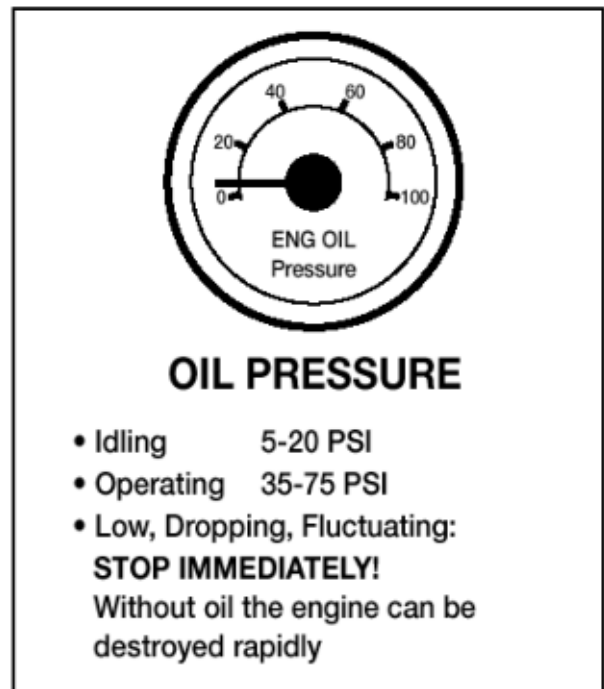 40 60
20 80
0 100
ENG OIL
Pressure
OIL PRESSURE
• Idling 5-20 PSI
• Operating 35-75 PSI
• Low, Dropping, Fluctuating:
STOP IMMEDIATELY!
Without oil the engine can be
destroyed rapidly